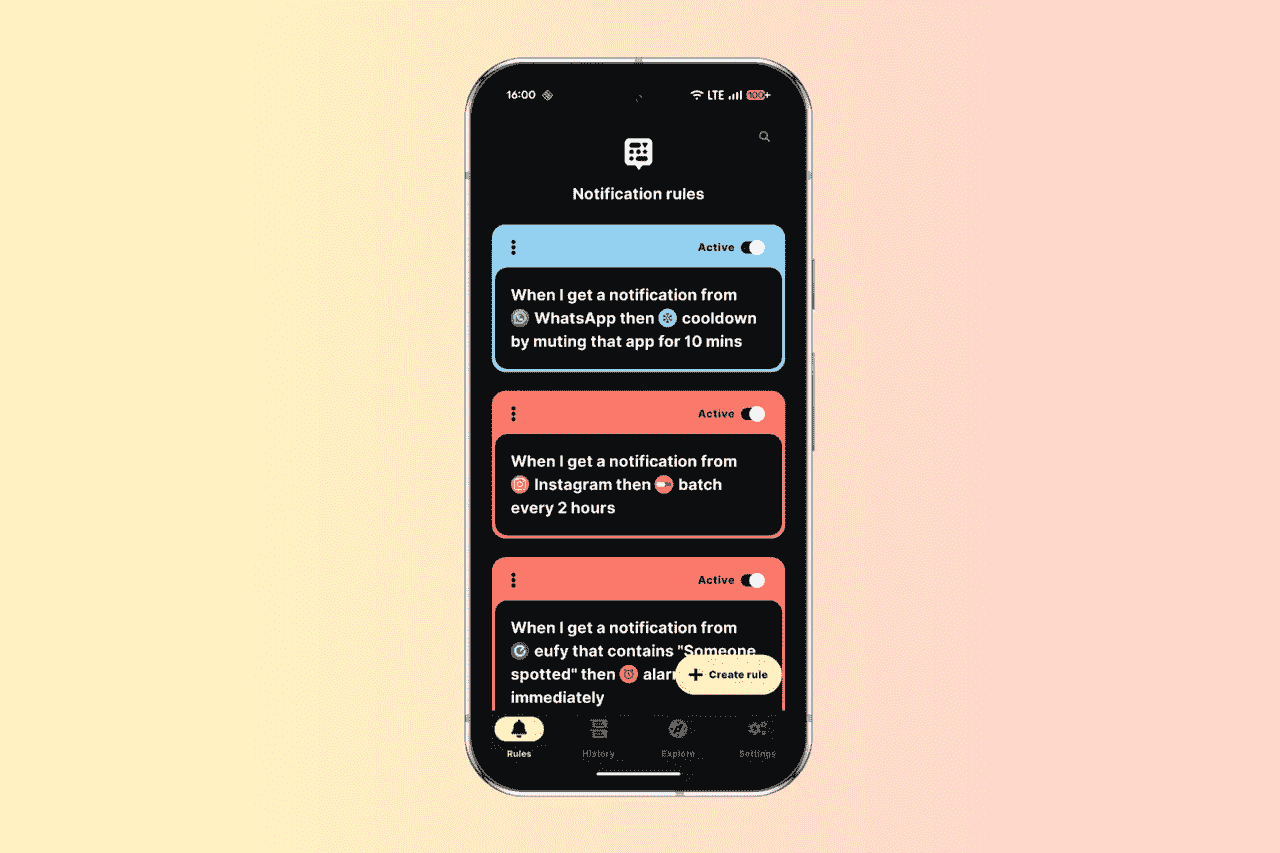 16:00
LTE 100+
Notification rules
Active
When I get a notification from
WhatsApp then cooldown
by muting that app for 10 mins
Active
When I get a notification from
Instagram then batch
every 2 hours
Active
When I get a notification from
eufy that contains "Someone
spotted" then
immediately
Create rule
Rules
History
Explore
Settings